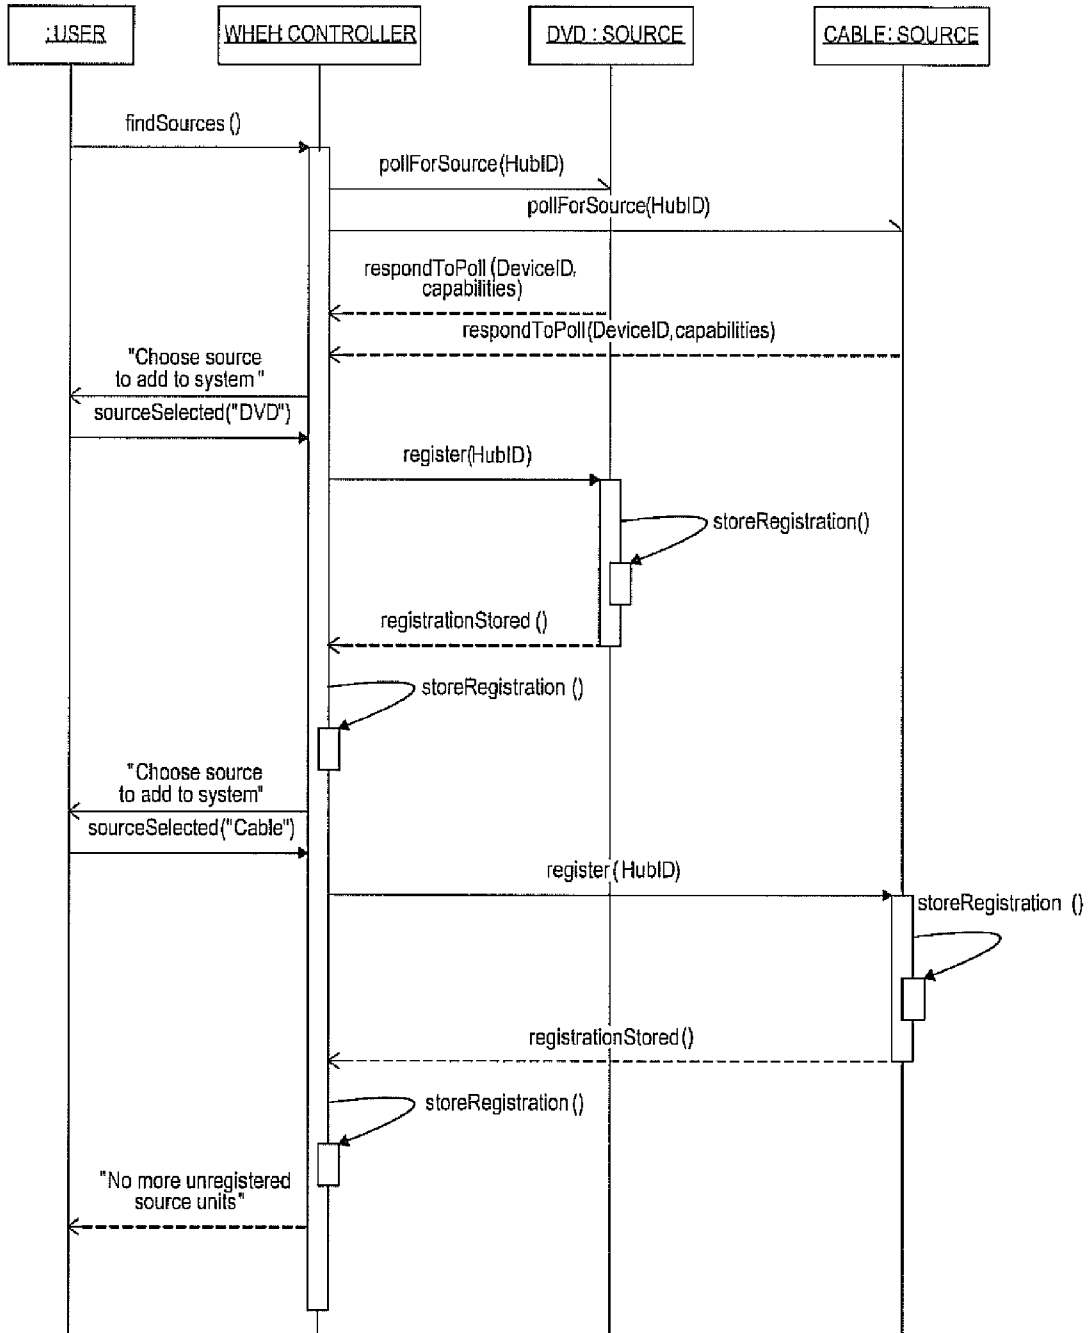 :USER
WHEH CONTROLLER
DVD : SOURCE
CABLE: SOURCE
findSources ()
pollForSource(HubID)
pollForSource(HubID)
respondToPoll (DeviceID,
capabilities)
respondToPoll(DeviceID, capabilities)
"Choose source
to add to system"
sourceSelected("DVD")
register(HubID)
storeRegistration()
registrationStored ()
storeRegistration ()
"Choose source
to add to system"
sourceSelected("Cable")
register (HubID)
storeRegistration ()
registrationStored ()
storeRegistration ()
"No more unregistered
source units"